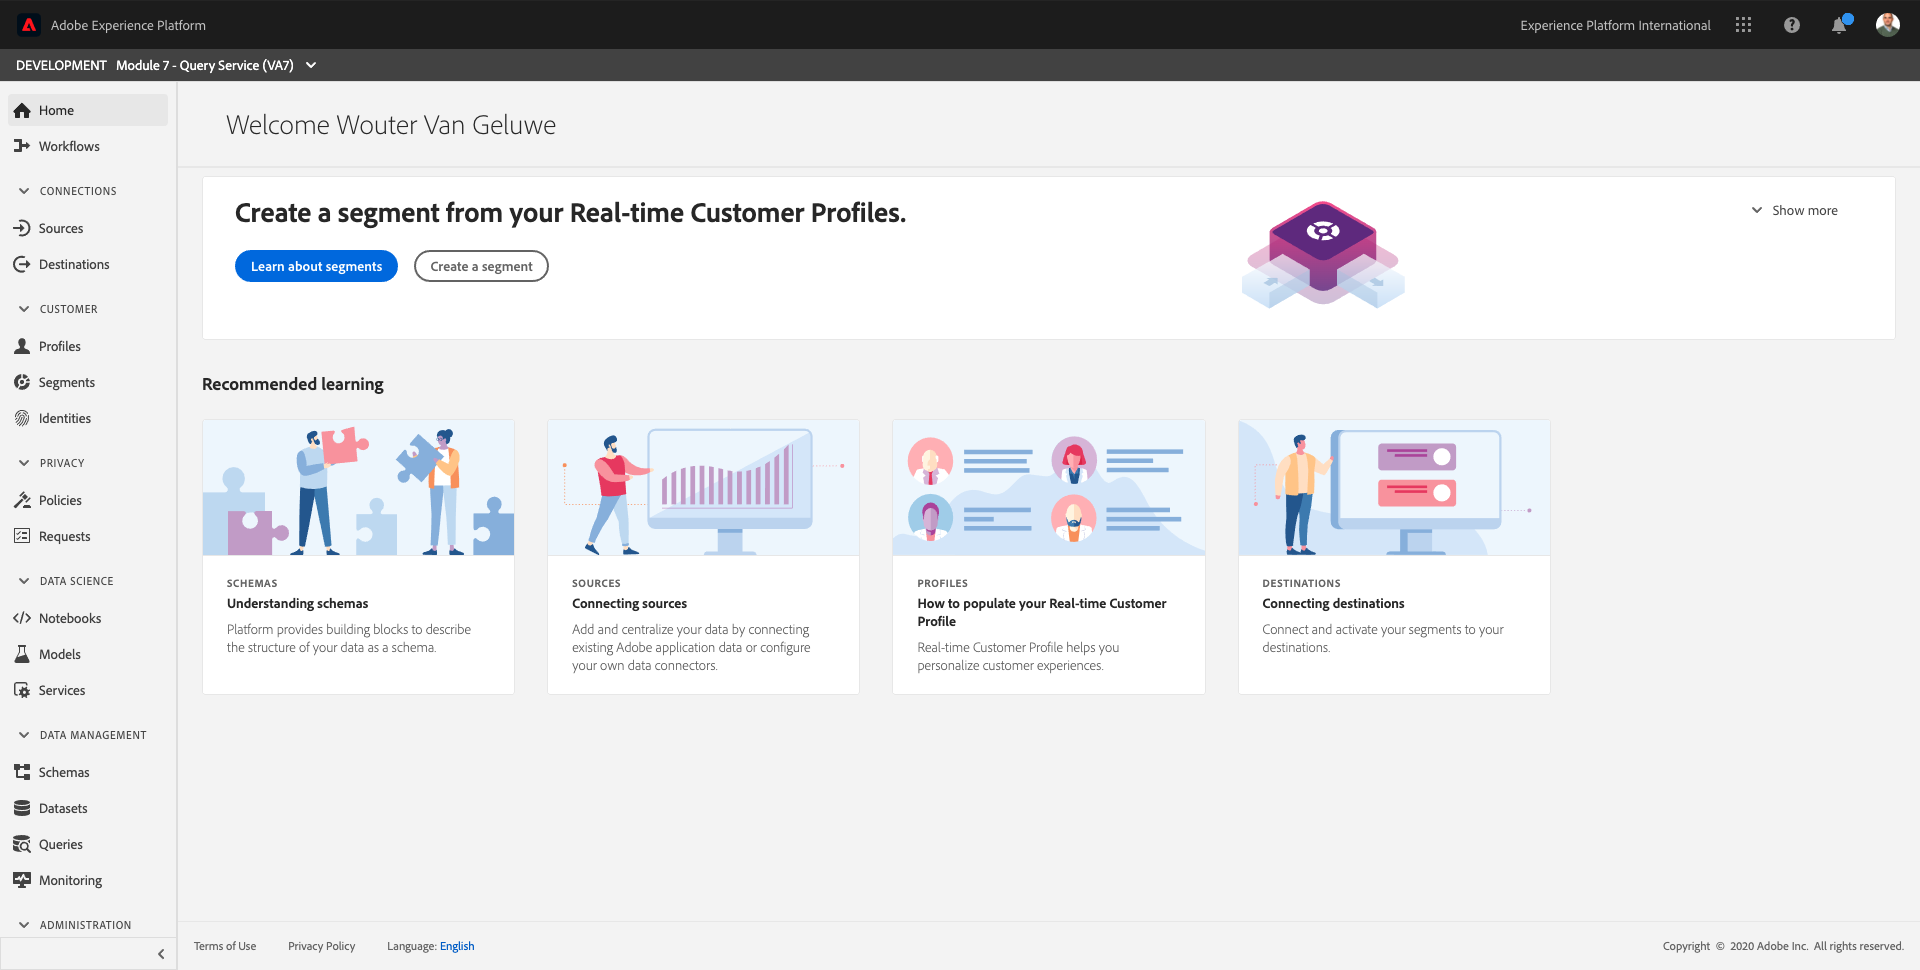 Adobe Experience Platform
Experience Platform International
DEVELOPMENT Module 7 - Query Service (VA7)
Home
Workflows
CONNECTIONS
Sources
Destinations
CUSTOMER
Profiles
Segments
Identities
PRIVACY
Policies
Requests
DATA SCIENCE
Notebooks
Models
Services
DATA MANAGEMENT
Schemas
Datasets
Queries
Monitoring
ADMINISTRATION
Welcome Wouter Van Geluwe
Create a segment from your Real-time Customer Profiles.
Show more
Learn about segments
Create a segment
Recommended learning
SCHEMAS
Understanding schemas
Platform provides building blocks to describe
the structure of your data as a schema.
SOURCES
Connecting sources
Add and centralize your data by connecting
existing Adobe application data or configure
your own data connectors.
PROFILES
How to populate your Real-time Customer
Profile
Real-time Customer Profile helps you
personalize customer experiences.
DESTINATIONS
Connecting destinations
Connect and activate your segments to your
destinations.
Terms of Use
Privacy Policy
Language: English
Copyright © 2020 Adobe Inc. All rights reserved.